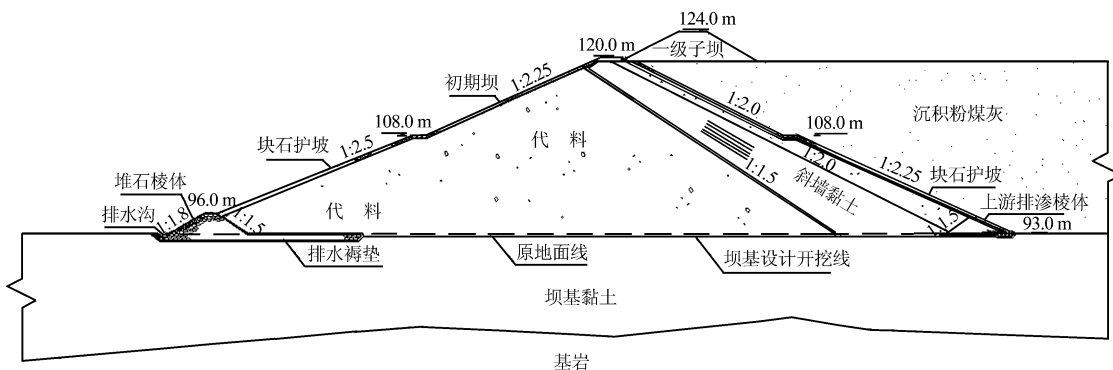 124.0 m
120.0 m
一级子坝
初期坝
1:2.25
1:2.0
沉积粉煤灰
108.0 m
108.0 m
块石护坡
1:2.5
代 料
1:2.0
1:1.5
斜墙黏土
1:2.25
块石护坡
堆石棱体
96.0 m
代 料
上游排渗棱体
排水沟
1:1.8
1:1.5
1:1.5
93.0 m
排水褥垫
原地面线
坝基设计开挖线
坝基黏土
基岩